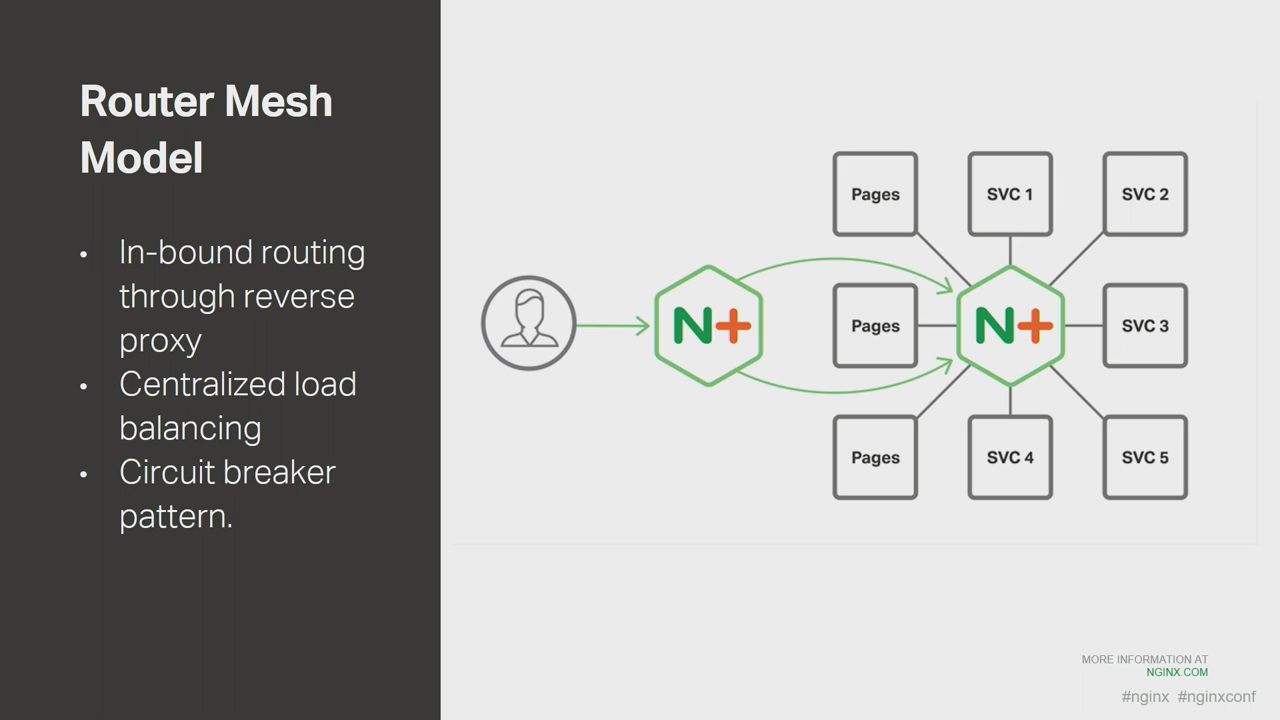 Router Mesh
Model
• In-bound routing
through reverse
proxy
• Centralized load
balancing
• Circuit breaker
pattern.
Pages
SVC 1
SVC 2
N+
Pages
N+
SVC 3
Pages
SVC 4
SVC 5
MORE INFORMATION AT
NGINX.COM
#nginx #nginxconf